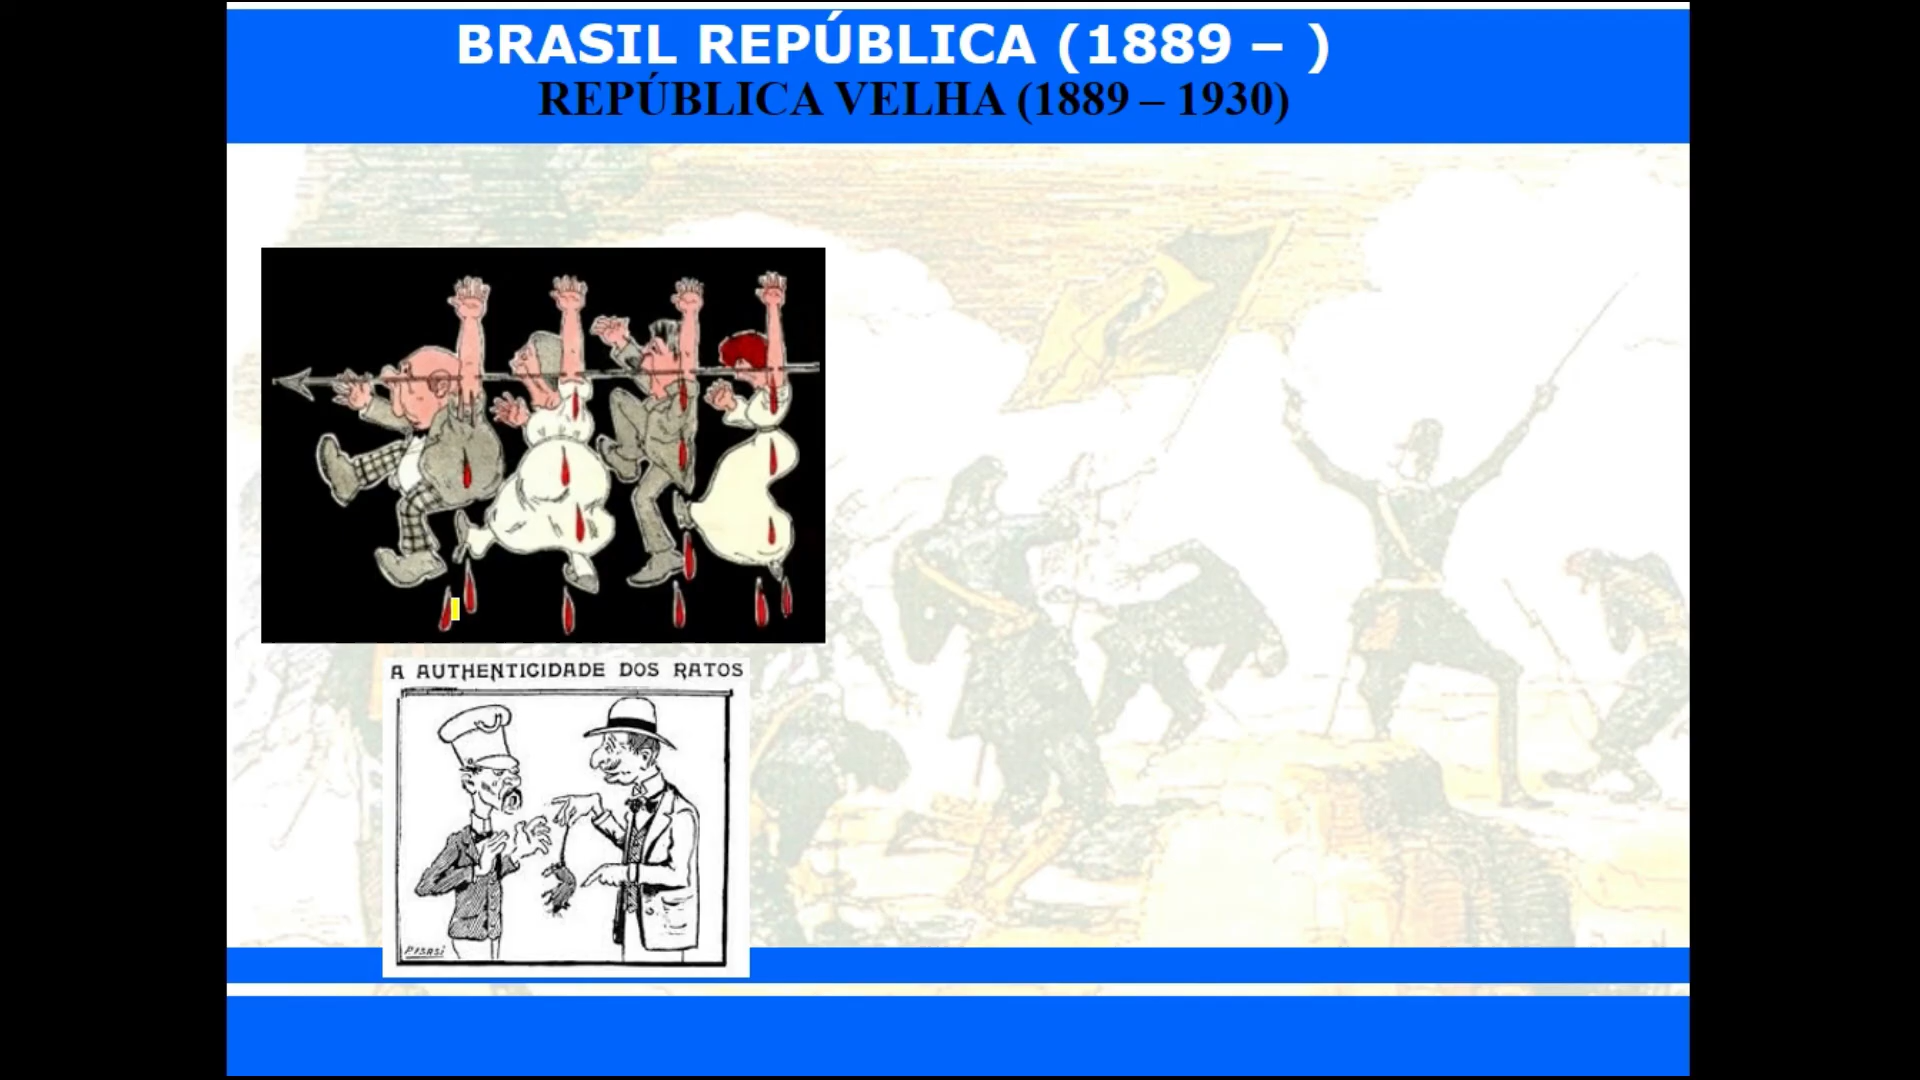 BRASIL REPÚBLICA (1889 – )
REPÚBLICA VELHA (1889 – 1930)
A AUTHENTICIDADE DOS RATOS